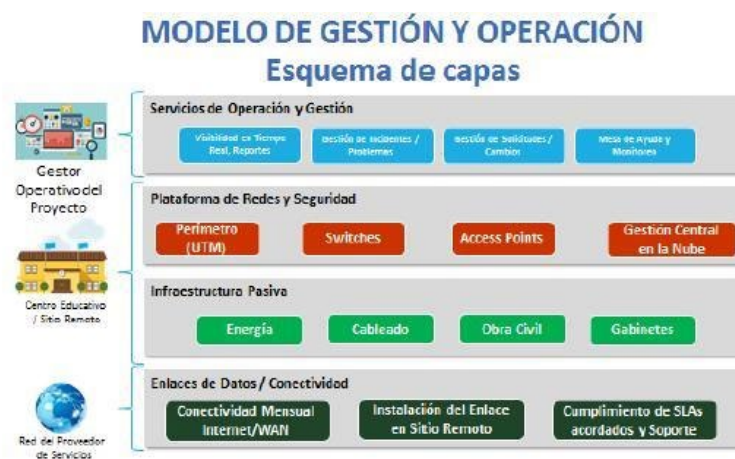 MODELO DE GESTIÓN Y OPERACIÓN
Esquema de capas
Servicios de Operación y Gestión
Visibilidad en Tiempo
Real, Reportes
Gestión de Incidentes /
Problemas
Gestión de Solicitudes /
Cambios
Mesa de Ayuda y
Monitoreo
Gestor
Operativo del
Proyecto
Plataforma de Redes y Seguridad
Perímetro
(UTM)
Switches
Access Points
Gestión Central
en la Nube
Centro Educativo
/ Sitio Remoto
Infraestructura Pasiva
Energía
Cableado
Obra Civil
Gabinetes
Enlaces de Datos / Conectividad
Conectividad Mensual
Internet/WAN
Instalación del Enlace
en Sitio Remoto
Cumplimiento de SLAs
acordados y Soporte
Red del Proveedor
de Servicios